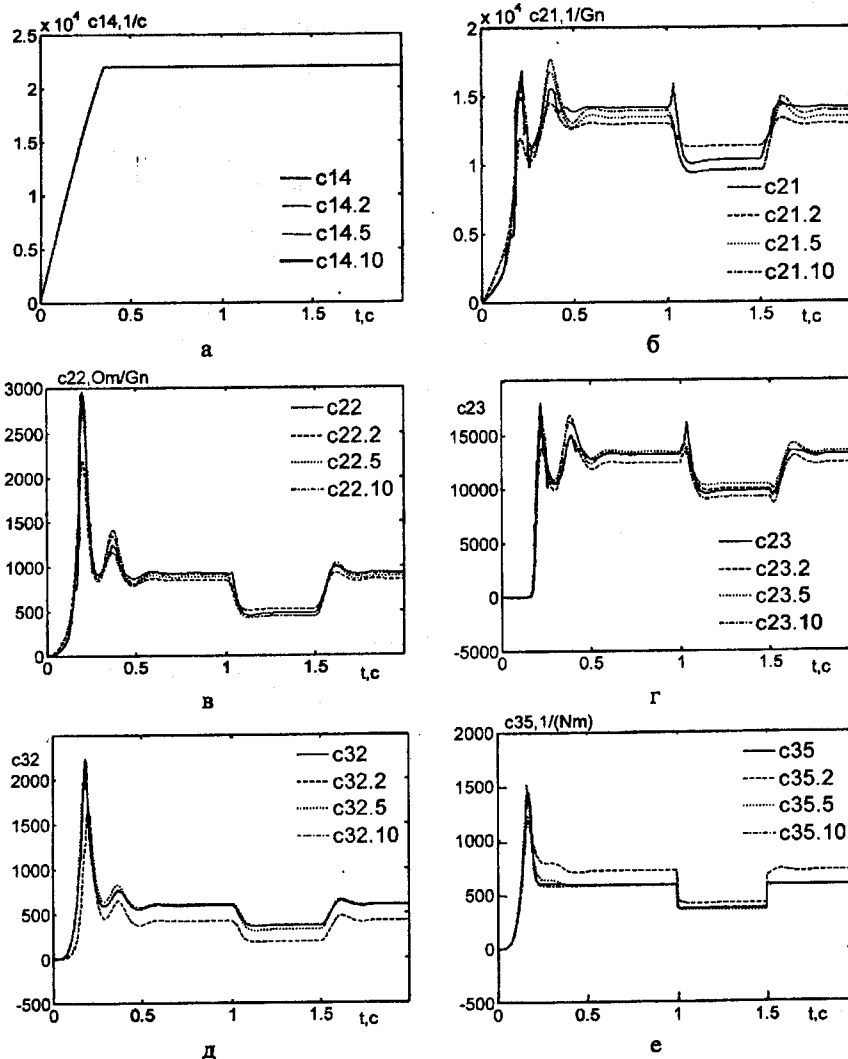 x 10⁴ c14,1/c
2.5
2
1.5
1
0.5
0
0
0.5
1
1.5
t,c
c14
c14.2
c14.5
c14.10
а
x 10⁴ c21,1/Gn
2
1.5
1
0.5
0
0
0.5
1
1.5
t,c
c21
c21.2
c21.5
c21.10
б
c22,Om/Gn
3000
2500
2000
1500
1000
500
0
0
0.5
1
1.5
t,c
c22
c22.2
c22.5
c22.10
в
c23
15000
10000
5000
0
-5000
0
0.5
1
1.5
t,c
c23
c23.2
c23.5
c23.10
г
c32
2000
1500
1000
500
0
-500
0
0.5
1
1.5
t,c
c32
c32.2
c32.5
c32.10
д
c35,1/(Nm)
2000
1500
1000
500
0
-500
0
0.5
1
1.5
t,c
c35
c35.2
c35.5
c35.10
е